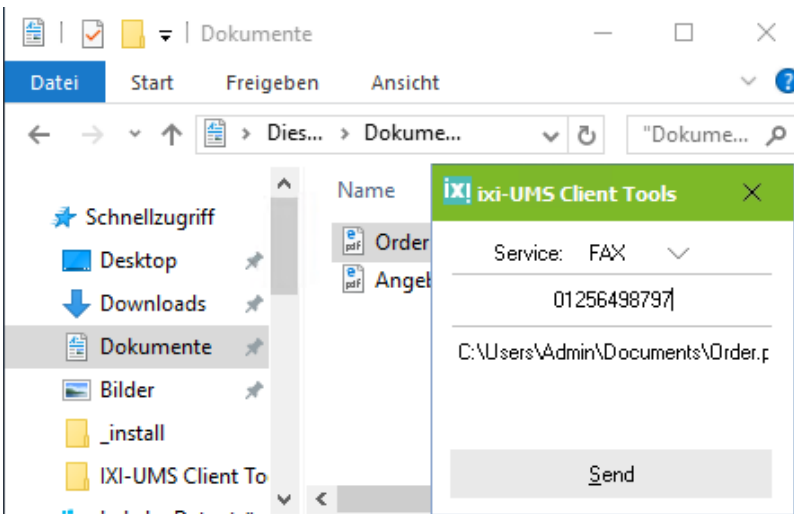 Dokumente
Datei Start Freigeben Ansicht
Dies... > Dokume... "Dokume...
Name
ixi-UMS Client Tools
Schnellzugriff
Service: FAX
Order
Desktop
01256498797
Downloads
Dokumente
C:\Users\Admin\Documents\Order.p
Bilder
_install
Send
IXI-UMS Client To